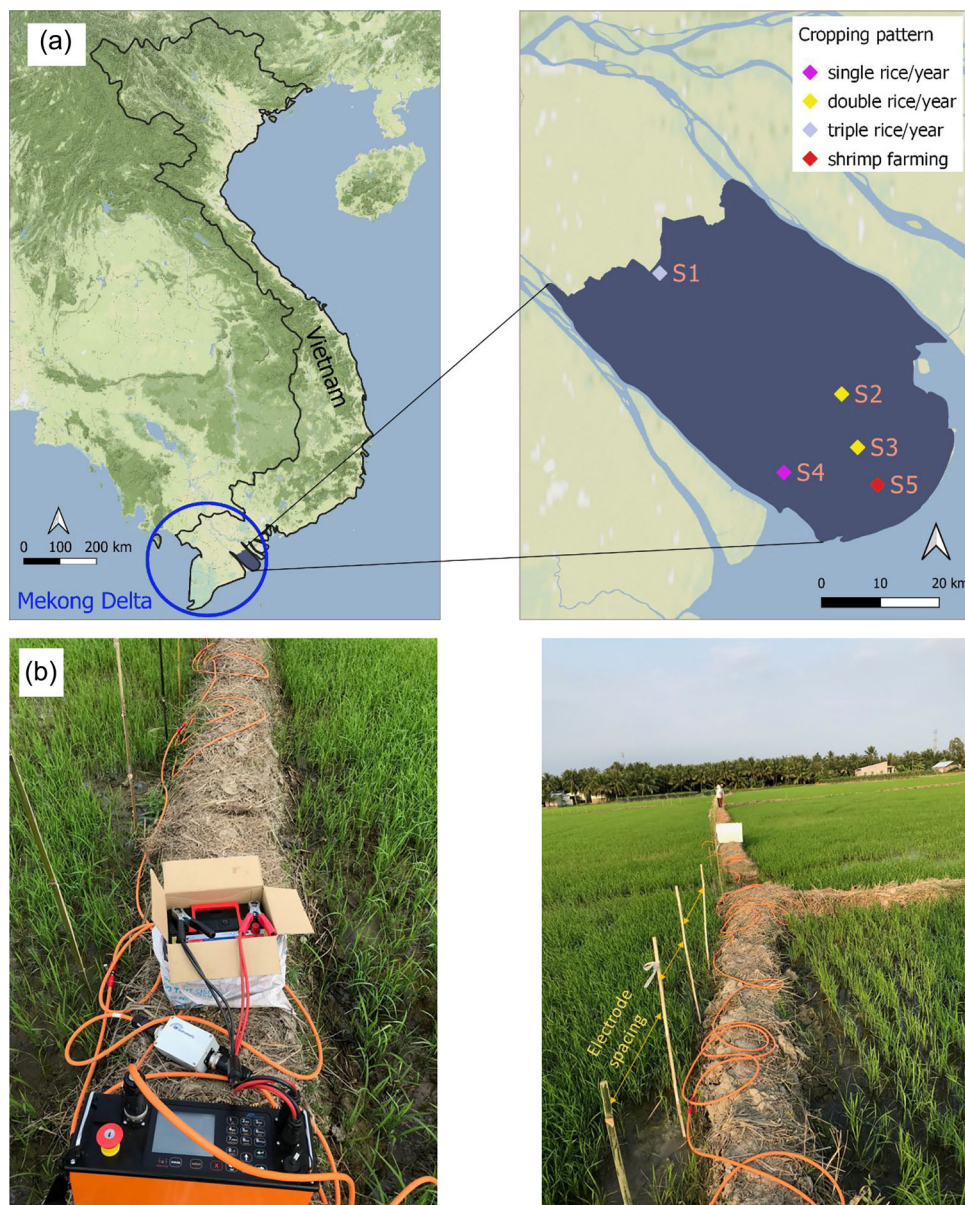 (a)
Vietnam
0 100 200 km
Mekong Delta
Cropping pattern
single rice/year
double rice/year
triple rice/year
shrimp farming
S1
S2
S3
S4
S5
0 10 20 km
(b)
Electrode
spacing